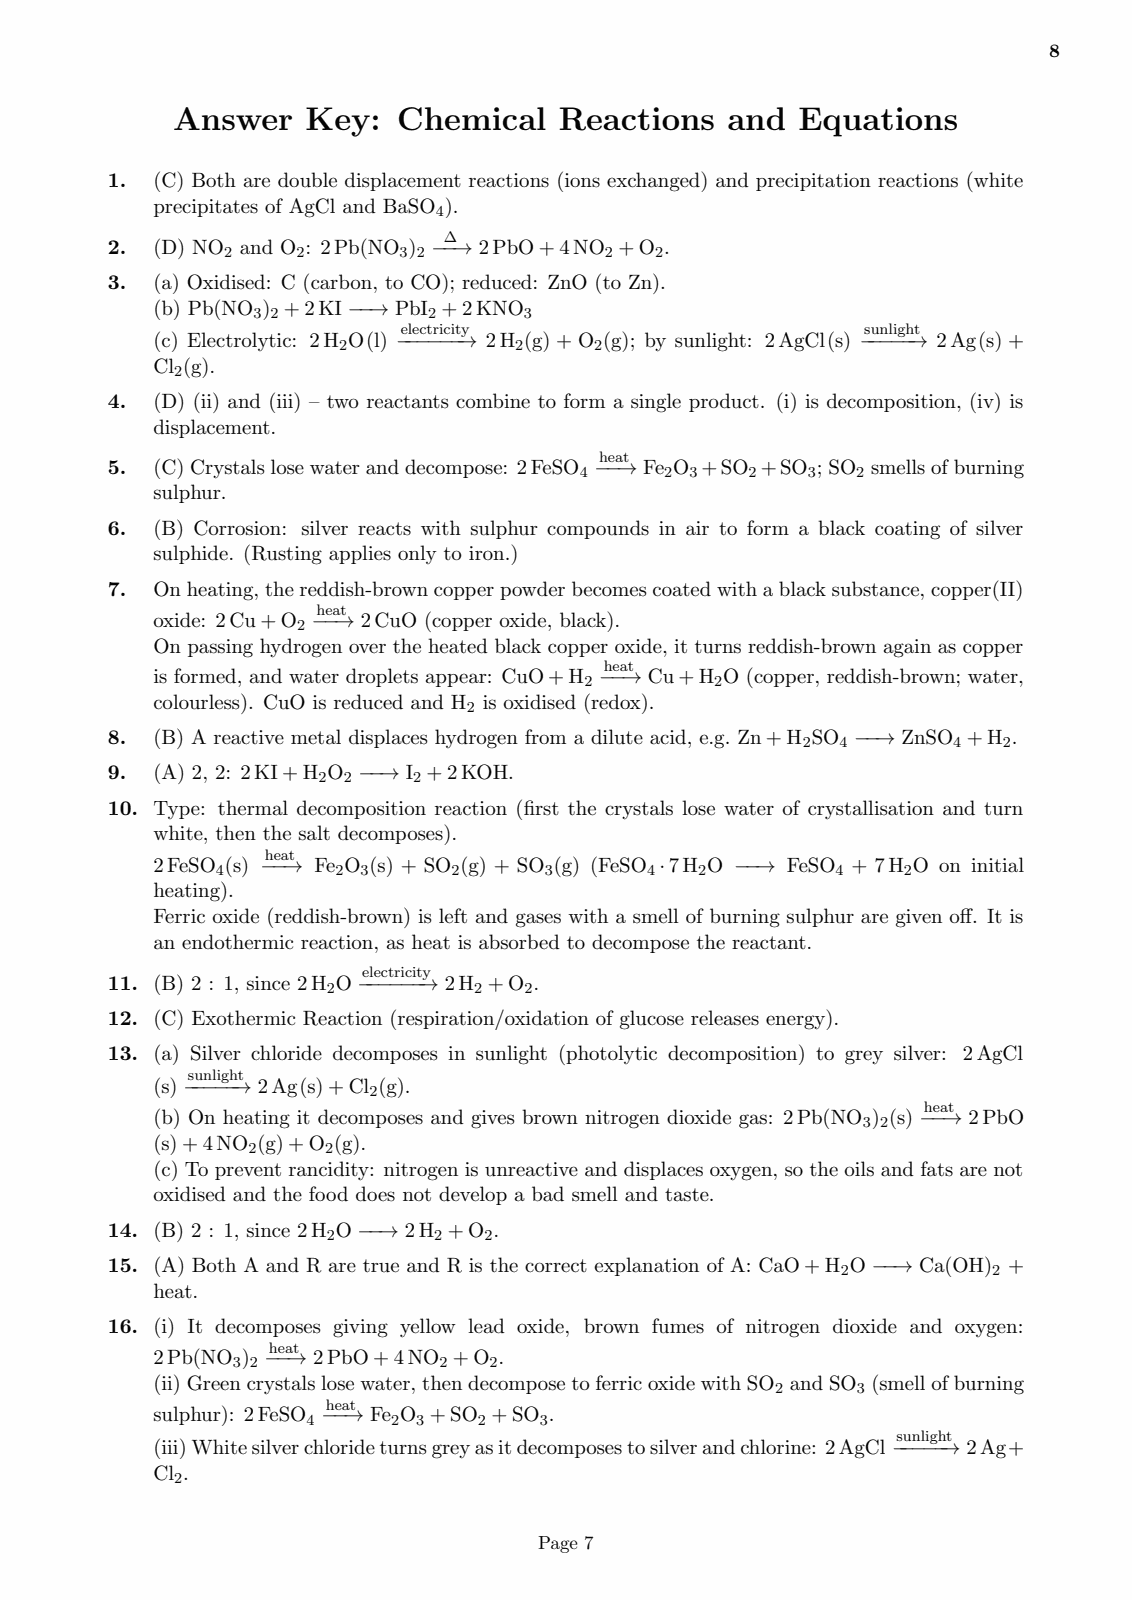 8
Answer Key: Chemical Reactions and Equations
1. (C) Both are double displacement reactions (ions exchanged) and precipitation reactions (white
precipitates of AgCl and BaSO₄).
2. (D) NO₂ and O₂: 2 Pb(NO₃)₂ —Δ→ 2 PbO + 4 NO₂ + O₂.
3. (a) Oxidised: C (carbon, to CO); reduced: ZnO (to Zn).
(b) Pb(NO₃)₂ + 2 KI ⟶ PbI₂ + 2 KNO₃
(c) Electrolytic: 2 H₂O (l) —electricity→ 2 H₂(g) + O₂(g); by sunlight: 2 AgCl (s) —sunlight→ 2 Ag (s) +
Cl₂(g).
4. (D) (ii) and (iii) – two reactants combine to form a single product. (i) is decomposition, (iv) is
displacement.
5. (C) Crystals lose water and decompose: 2 FeSO₄ —heat→ Fe₂O₃ + SO₂ + SO₃; SO₂ smells of burning
sulphur.
6. (B) Corrosion: silver reacts with sulphur compounds in air to form a black coating of silver
sulphide. (Rusting applies only to iron.)
7. On heating, the reddish-brown copper powder becomes coated with a black substance, copper(II)
oxide: 2 Cu + O₂ —heat→ 2 CuO (copper oxide, black).
On passing hydrogen over the heated black copper oxide, it turns reddish-brown again as copper
is formed, and water droplets appear: CuO + H₂ —heat→ Cu + H₂O (copper, reddish-brown; water,
colourless). CuO is reduced and H₂ is oxidised (redox).
8. (B) A reactive metal displaces hydrogen from a dilute acid, e.g. Zn + H₂SO₄ ⟶ ZnSO₄ + H₂.
9. (A) 2, 2: 2 KI + H₂O₂ ⟶ I₂ + 2 KOH.
10. Type: thermal decomposition reaction (first the crystals lose water of crystallisation and turn
white, then the salt decomposes).
2 FeSO₄(s) —heat→ Fe₂O₃(s) + SO₂(g) + SO₃(g) (FeSO₄ · 7 H₂O ⟶ FeSO₄ + 7 H₂O on initial
heating).
Ferric oxide (reddish-brown) is left and gases with a smell of burning sulphur are given off. It is
an endothermic reaction, as heat is absorbed to decompose the reactant.
11. (B) 2 : 1, since 2 H₂O —electricity→ 2 H₂ + O₂.
12. (C) Exothermic Reaction (respiration/oxidation of glucose releases energy).
13. (a) Silver chloride decomposes in sunlight (photolytic decomposition) to grey silver: 2 AgCl
(s) —sunlight→ 2 Ag (s) + Cl₂(g).
(b) On heating it decomposes and gives brown nitrogen dioxide gas: 2 Pb(NO₃)₂(s) —heat→ 2 PbO
(s) + 4 NO₂(g) + O₂(g).
(c) To prevent rancidity: nitrogen is unreactive and displaces oxygen, so the oils and fats are not
oxidised and the food does not develop a bad smell and taste.
14. (B) 2 : 1, since 2 H₂O ⟶ 2 H₂ + O₂.
15. (A) Both A and R are true and R is the correct explanation of A: CaO + H₂O ⟶ Ca(OH)₂ +
heat.
16. (i) It decomposes giving yellow lead oxide, brown fumes of nitrogen dioxide and oxygen:
2 Pb(NO₃)₂ —heat→ 2 PbO + 4 NO₂ + O₂.
(ii) Green crystals lose water, then decompose to ferric oxide with SO₂ and SO₃ (smell of burning
sulphur): 2 FeSO₄ —heat→ Fe₂O₃ + SO₂ + SO₃.
(iii) White silver chloride turns grey as it decomposes to silver and chlorine: 2 AgCl —sunlight→ 2 Ag +
Cl₂.
Page 7